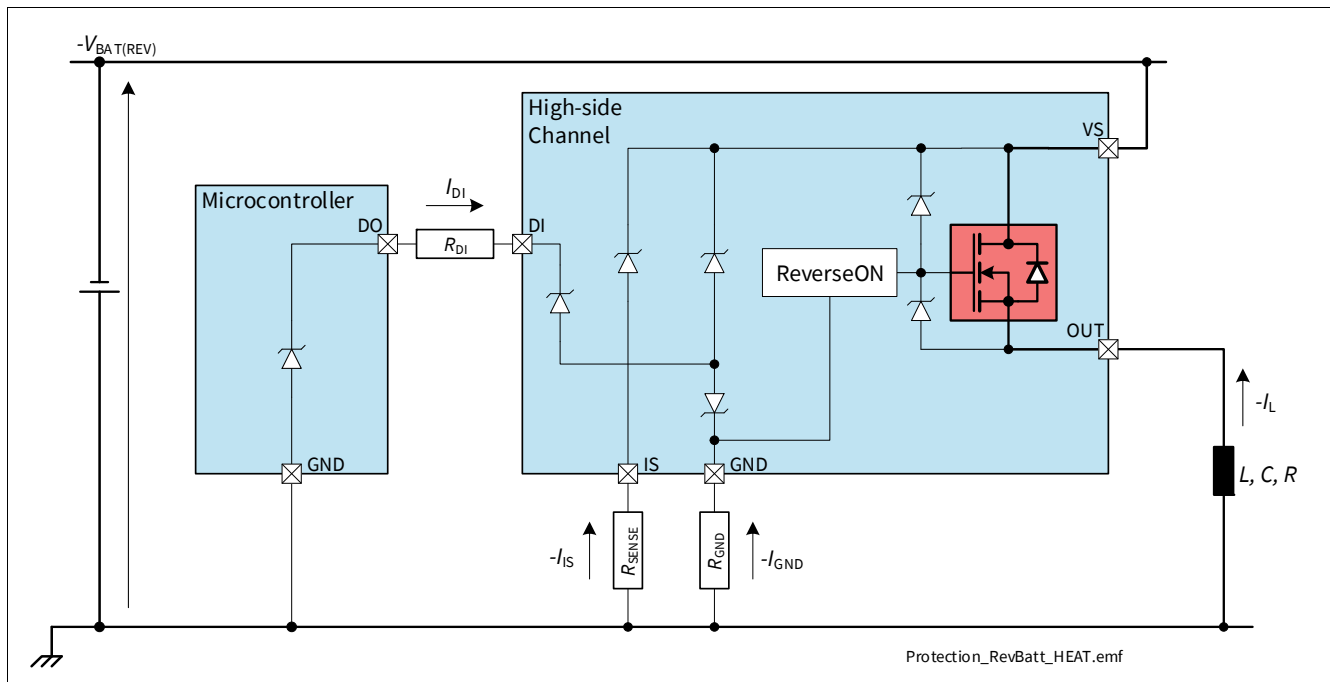 -VBAT(REV)
High-side
Channel
VS
Microcontroller
IDI
DO
RDI
DI
ReverseON
OUT
-IL
GND
IS
GND
L, C, R
-IIS
RSENSE
RGND
-IGND
Protection_RevBatt_HEAT.emf